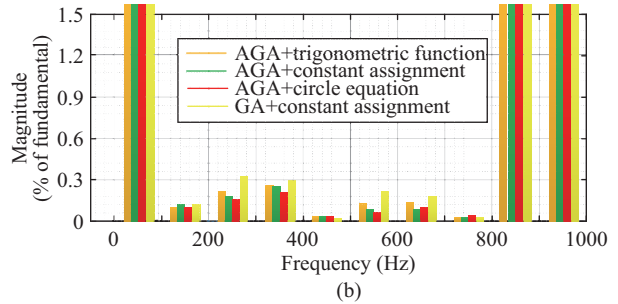 1.5
1.2
0.9
0.6
0.3
0
Magnitude
(% of fundamental)
AGA+trigonometric function
AGA+constant assignment
AGA+circle equation
GA+constant assignment
0 200 400 600 800 1000
Frequency (Hz)
(b)